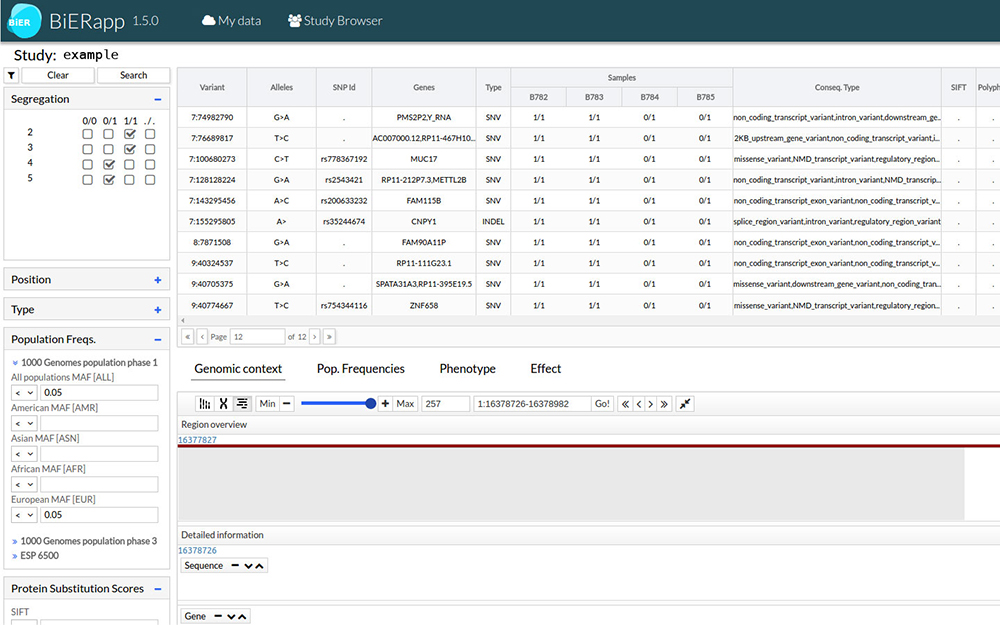 BiER BiERapp 1.5.0 My data Study Browser
Study: example
Clear Search
Segregation
0/0 0/1 1/1 ./.
2
3
4
5
Position
Type
Population Freqs.
1000 Genomes population phase 1
All populations MAF [ALL]
< 0.05
American MAF [AMR]
<
Asian MAF [ASN]
<
African MAF [AFR]
<
European MAF [EUR]
< 0.05
1000 Genomes population phase 3
ESP 6500
Protein Substitution Scores
SIFT
Variant Alleles SNP Id Genes Type Samples Conseq. Type SIFT Polyph
B782 B783 B784 B785
7:74982790 G>A . PMS2P2,Y_RNA SNV 1/1 1/1 0/1 0/1 non_coding_transcript_variant,intron_variant,downstream_ge... . .
7:76689817 T>C . AC007000.12,RP11-467H10... SNV 1/1 1/1 0/1 0/1 2KB_upstream_gene_variant,non_coding_transcript_variant,i... . .
7:100680273 C>T rs778367192 MUC17 SNV 1/1 1/1 0/1 0/1 missense_variant,NMD_transcript_variant,regulatory_region... . .
7:128128224 G>A rs2543421 RP11-212P7.3,METTL2B SNV 1/1 1/1 0/1 0/1 non_coding_transcript_variant,intron_variant,NMD_transcrip... . .
7:143295456 A>C rs200633232 FAM115B SNV 1/1 1/1 0/1 0/1 non_coding_transcript_exon_variant,non_coding_transcript_v... . .
7:155295805 A> rs35244674 CNPY1 INDEL 1/1 1/1 0/1 0/1 splice_region_variant,intron_variant,regulatory_region_variant . .
8:7871508 G>A . FAM90A11P SNV 1/1 1/1 0/1 0/1 non_coding_transcript_exon_variant,non_coding_transcript_v... . .
9:40324537 T>C . RP11-111G23.1 SNV 1/1 1/1 0/1 0/1 non_coding_transcript_exon_variant,non_coding_transcript_v... . .
9:40705375 G>A . SPATA31A3,RP11-395E19.5 SNV 1/1 1/1 0/1 0/1 missense_variant,downstream_gene_variant,non_coding_tran... . .
9:40774667 T>C rs754344116 ZNF658 SNV 1/1 1/1 0/1 0/1 missense_variant,NMD_transcript_variant,regulatory_region... . .
« ‹ Page 12 of 12 › »
Genomic context Pop. Frequencies Phenotype Effect
Min Max 257 1:16378726-16378982 Go!
Region overview
16377827
Detailed information
16378726
Sequence
Gene